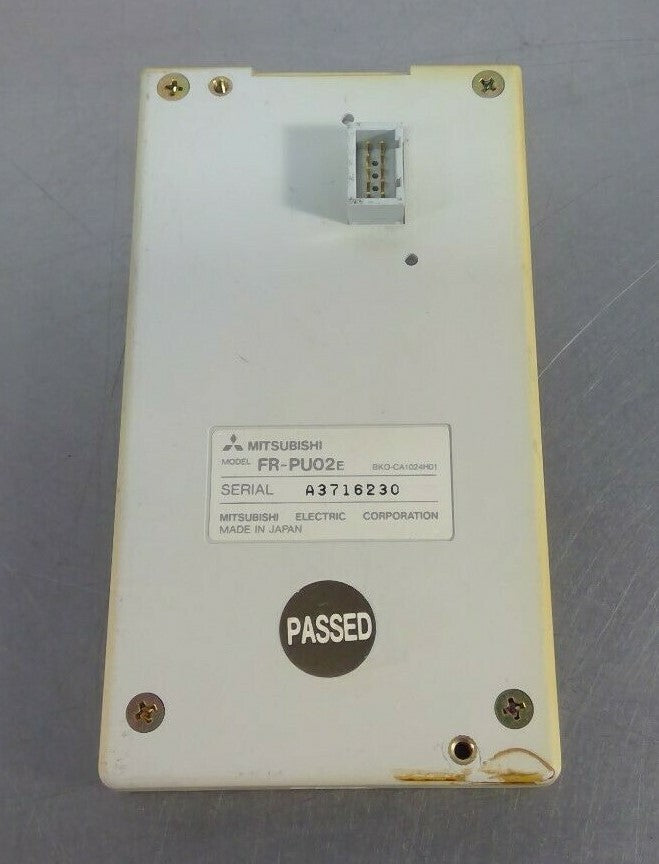 MITSUBISHI
MODEL FR-PU02E BKO-CA1024H01
SERIAL A3716230
MITSUBISHI ELECTRIC CORPORATION
MADE IN JAPAN
PASSED